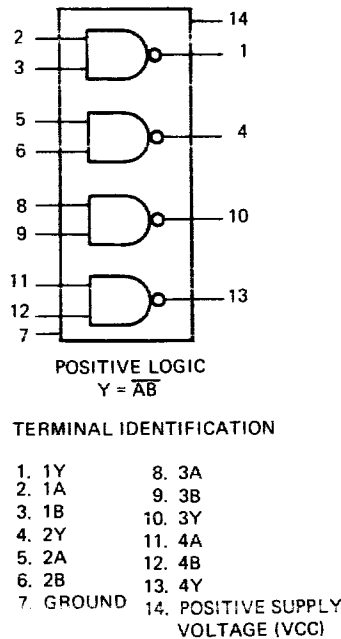 14
2
1
3
5
4
6
8
10
9
11
13
12
7
POSITIVE LOGIC
Y = A̅B̅
TERMINAL IDENTIFICATION
1. 1Y
2. 1A
3. 1B
4. 2Y
5. 2A
6. 2B
7. GROUND
8. 3A
9. 3B
10. 3Y
11. 4A
12. 4B
13. 4Y
14. POSITIVE SUPPLY
VOLTAGE (VCC)